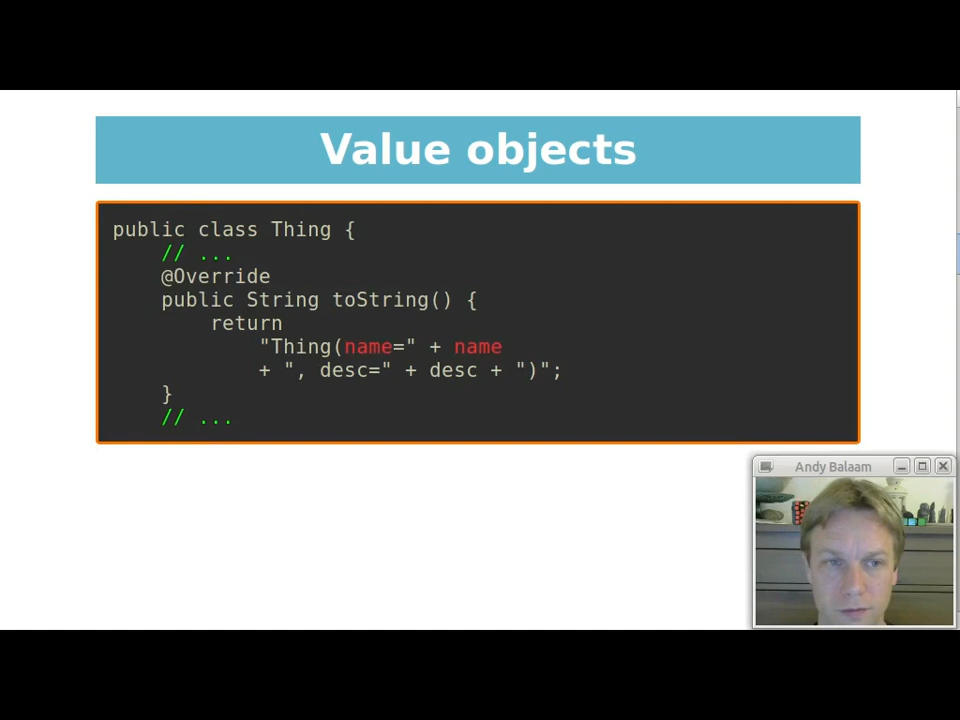 Value objects
public class Thing {
    // ...
    @Override
    public String toString() {
        return
            "Thing(name=" + name
            + ", desc=" + desc + ")";
    }
    // ...
Andy Balaam